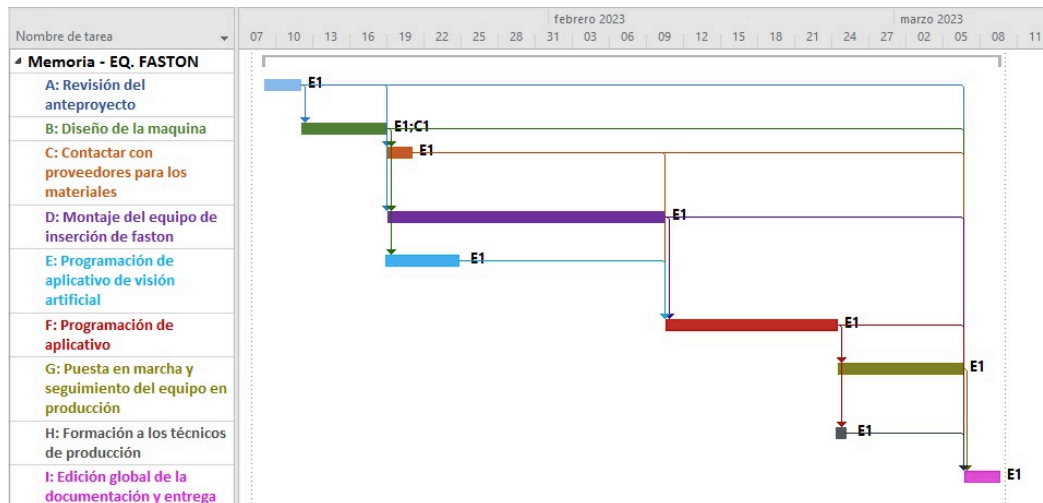 febrero 2023 marzo 2023
Nombre de tarea 07 10 13 16 19 22 25 28 31 03 06 09 12 15 18 21 24 27 02 05 08 11
Memoria - EQ. FASTON
A: Revisión del
anteproyecto
E1
B: Diseño de la maquina
E1;C1
C: Contactar con
proveedores para los
materiales
E1
D: Montaje del equipo de
inserción de faston
E1
E: Programación de
aplicativo de visión
artificial
E1
F: Programación de
aplicativo
E1
G: Puesta en marcha y
seguimiento del equipo en
producción
E1
H: Formación a los técnicos
de producción
E1
I: Edición global de la
documentación y entrega
E1